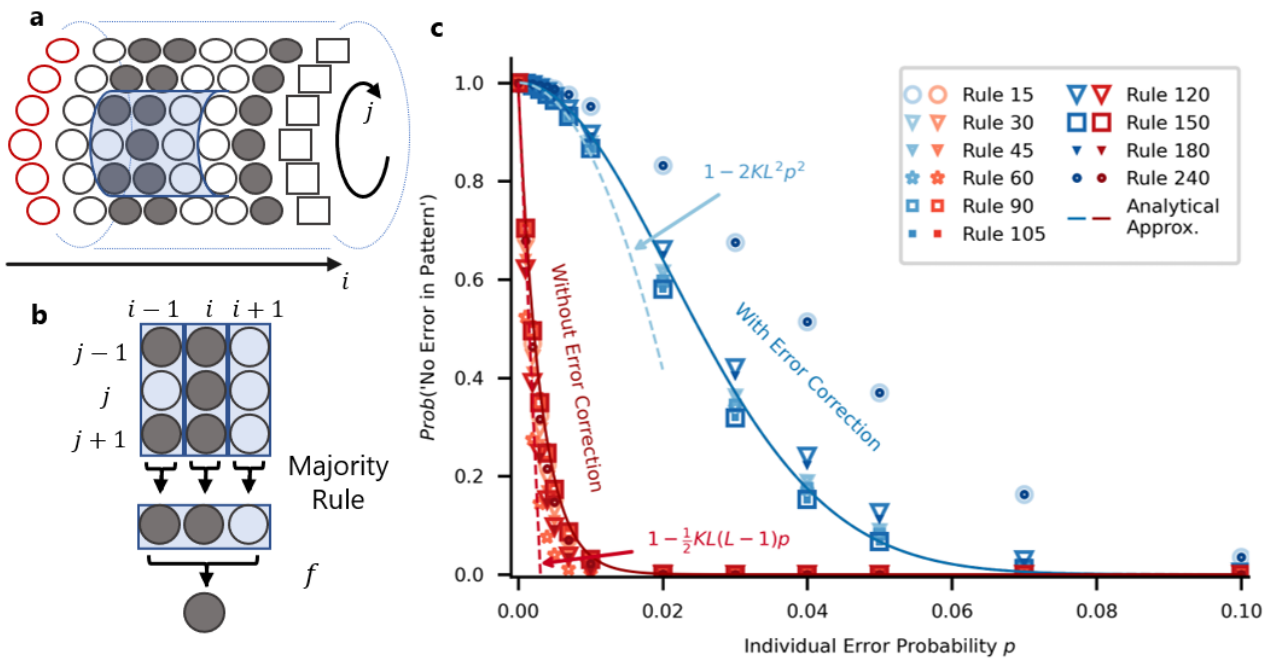 a
j
i
b
i − 1 i i + 1
j − 1
j
j + 1
Majority
Rule
f
c
Prob('No Error in Pattern')
1.0
0.8
0.6
0.4
0.2
0.0
0.00 0.02 0.04 0.06 0.08 0.10
Individual Error Probability p
1 − 2KL²p²
Without Error Correction
With Error Correction
1 − ½KL(L − 1)p
Rule 15
Rule 30
Rule 45
Rule 60
Rule 90
Rule 105
Rule 120
Rule 150
Rule 180
Rule 240
Analytical
Approx.